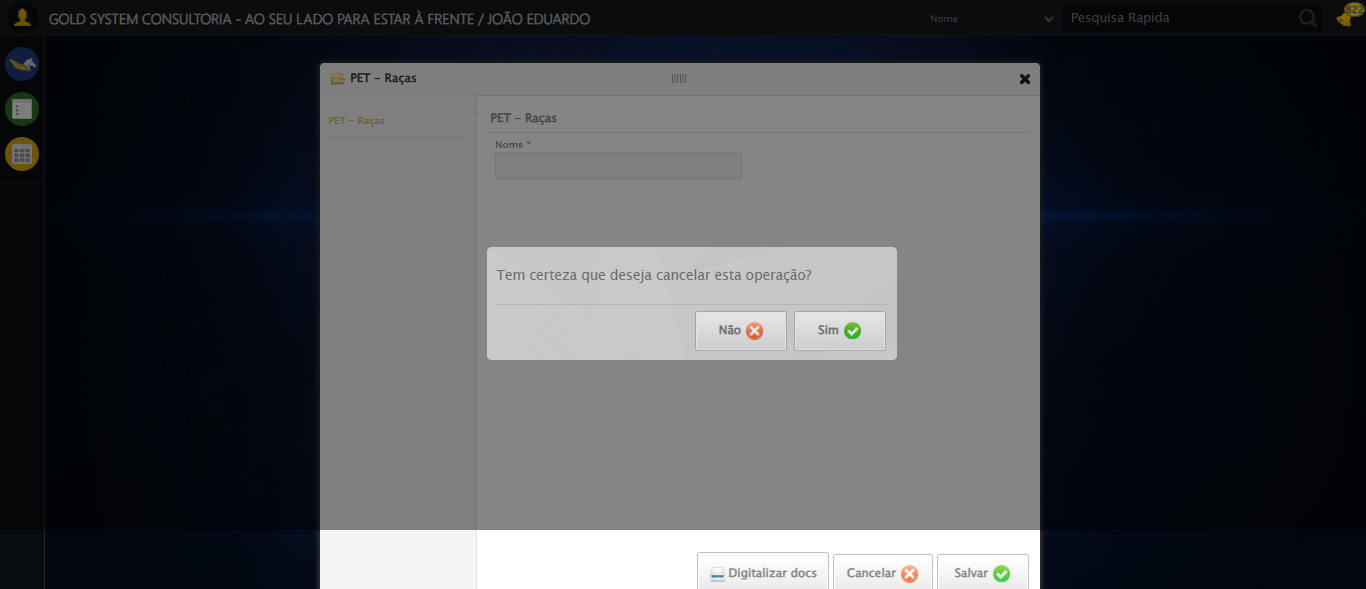 GOLD SYSTEM CONSULTORIA - AO SEU LADO PARA ESTAR À FRENTE / JOÃO EDUARDO
Nome
Pesquisa Rapida
822
PET - Raças
PET - Raças
PET - Raças
Nome *
Tem certeza que deseja cancelar esta operação?
Não
Sim
Digitalizar docs
Cancelar
Salvar